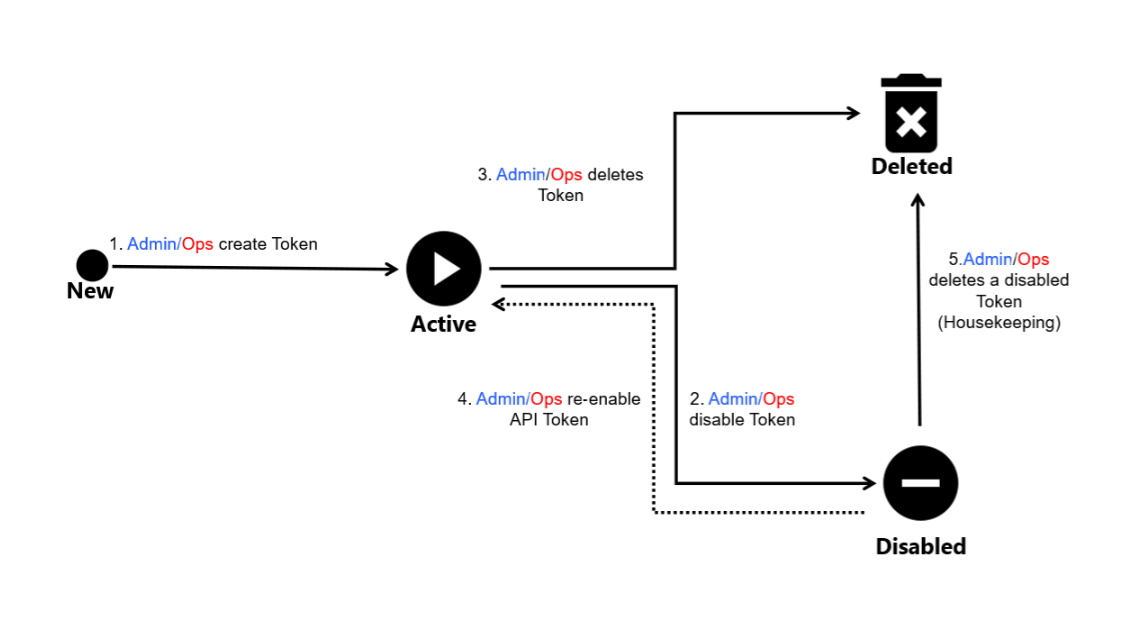 Deleted
3. Admin/Ops deletes
Token
1. Admin/Ops create Token
New
Active
5.Admin/Ops
deletes a disabled
Token
(Housekeeping)
4. Admin/Ops re-enable
API Token
2. Admin/Ops
disable Token
Disabled